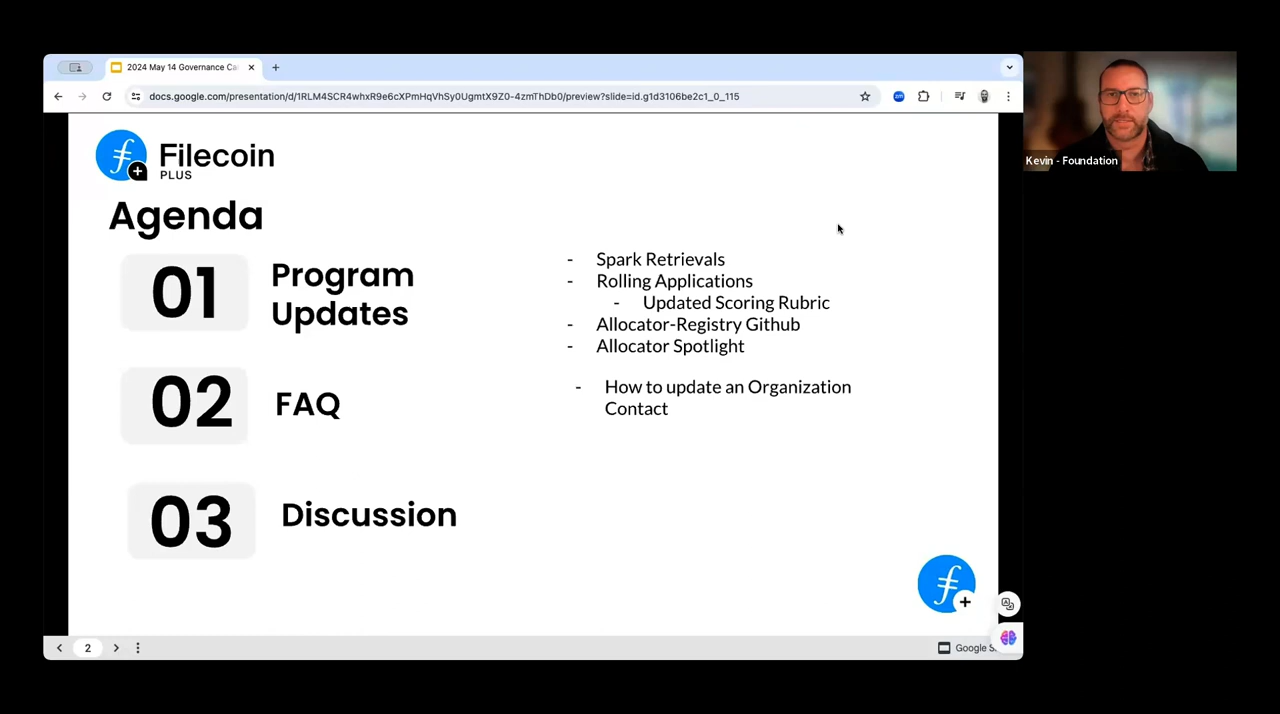 2024 May 14 Governance Ca
docs.google.com/presentation/d/1RLM4SCR4whxR9e6cXPmHqVhSy0UgmtX9Z0-4zmThDb0/preview?slide=id.g1d3106be2c1_0_115
Filecoin
PLUS
Agenda
01
Program
Updates
- Spark Retrievals
- Rolling Applications
- Updated Scoring Rubric
- Allocator-Registry Github
- Allocator Spotlight
02
FAQ
- How to update an Organization
Contact
03
Discussion
2
Google S
Kevin - Foundation